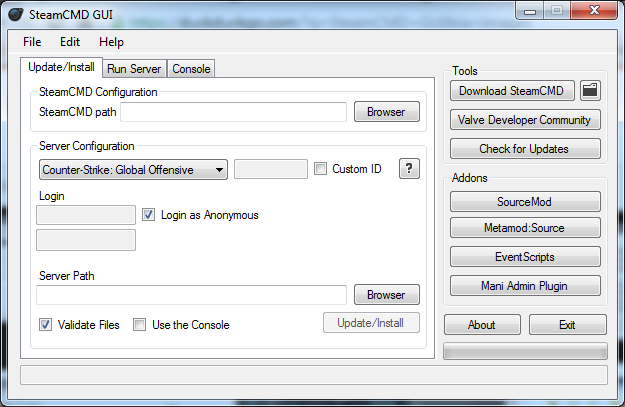 SteamCMD GUI
File Edit Help
Update/Install Run Server Console
SteamCMD Configuration
SteamCMD path Browser
Server Configuration
Counter-Strike: Global Offensive Custom ID ?
Login
Login as Anonymous
Server Path
Browser
Validate Files Use the Console Update/Install
Tools
Download SteamCMD
Valve Developer Community
Check for Updates
Addons
SourceMod
Metamod:Source
EventScripts
Mani Admin Plugin
About Exit